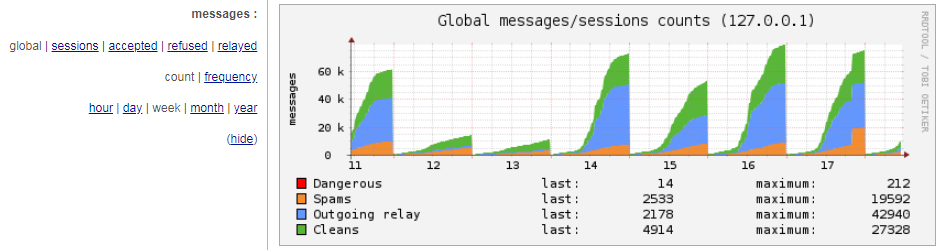 messages :
global | sessions | accepted | refused | relayed
count | frequency
hour | day | week | month | year
(hide)
Global messages/sessions counts (127.0.0.1)
RRDTOOL / TOBI OETIKER
messages
60 k
40 k
20 k
0
11 12 13 14 15 16 17
Dangerous last: 14 maximum: 212
Spams last: 2533 maximum: 19592
Outgoing relay last: 2178 maximum: 42940
Cleans last: 4914 maximum: 27328